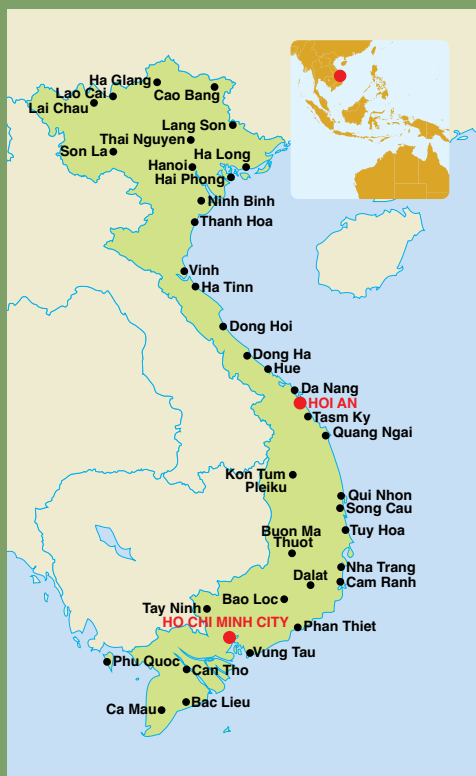 Ha Glang
Lao Cai
Cao Bang
Lai Chau
Lang Son
Thai Nguyen
Son La
Ha Long
Hanoi
Hai Phong
Ninh Binh
Thanh Hoa
Vinh
Ha Tinn
Dong Hoi
Dong Ha
Hue
Da Nang
HOI AN
Tasm Ky
Quang Ngai
Kon Tum
Pleiku
Qui Nhon
Song Cau
Buon Ma
Thuot
Tuy Hoa
Nha Trang
Dalat
Cam Ranh
Bao Loc
Tay Ninh
HO CHI MINH CITY
Phan Thiet
Vung Tau
Phu Quoc
Can Tho
Bac Lieu
Ca Mau